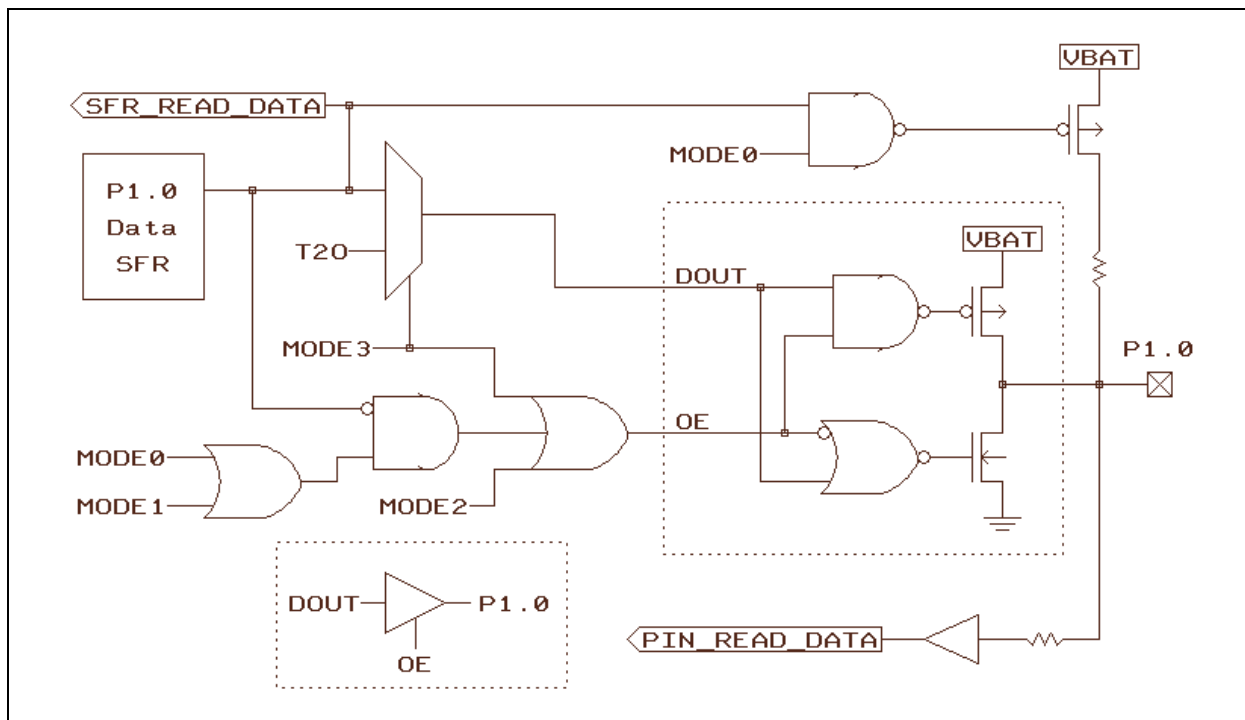 VBAT
SFR_READ_DATA
MODE0
P1.0
Data
SFR
T2O
VBAT
DOUT
MODE3
P1.0
OE
MODE0
MODE1
MODE2
DOUT
P1.0
OE
PIN_READ_DATA